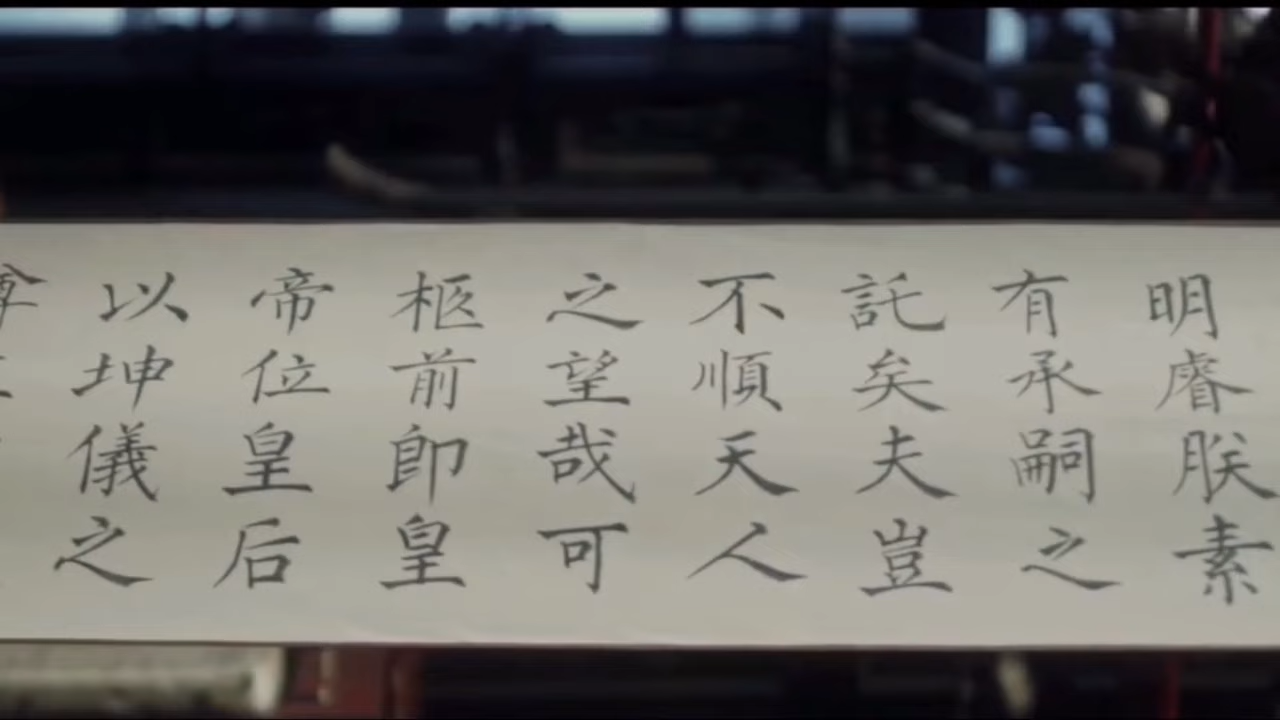 明睿朕素
有承嗣之
託矣夫豈
不順天人
之望哉可
柩前即皇
帝位皇后
以坤儀之